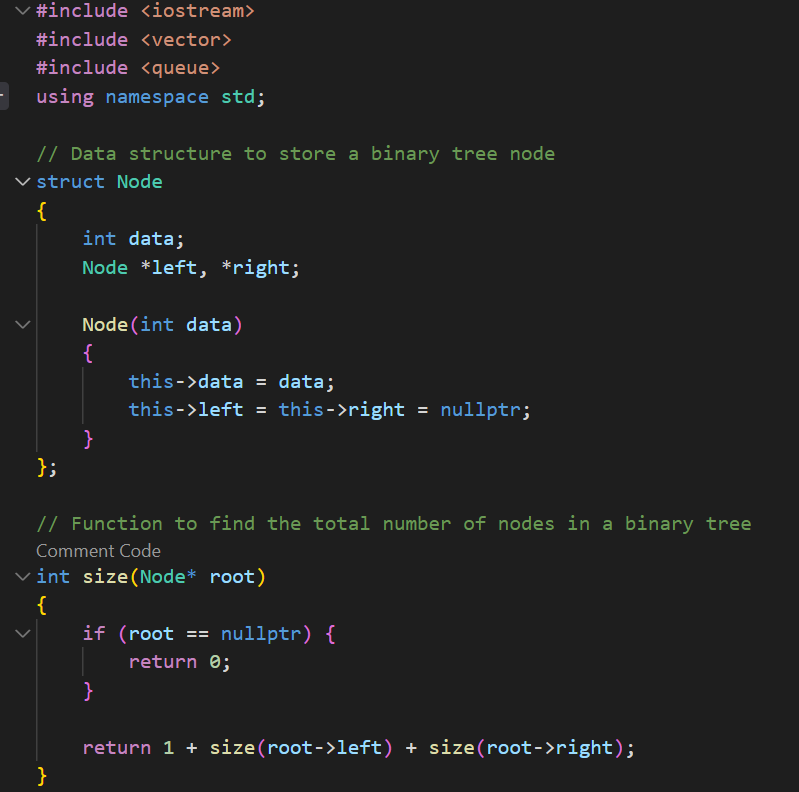 #include <iostream>
#include <vector>
#include <queue>
using namespace std;

// Data structure to store a binary tree node
struct Node
{
    int data;
    Node *left, *right;

    Node(int data)
    {
        this->data = data;
        this->left = this->right = nullptr;
    }
};

// Function to find the total number of nodes in a binary tree
Comment Code
int size(Node* root)
{
    if (root == nullptr) {
        return 0;
    }

    return 1 + size(root->left) + size(root->right);
}